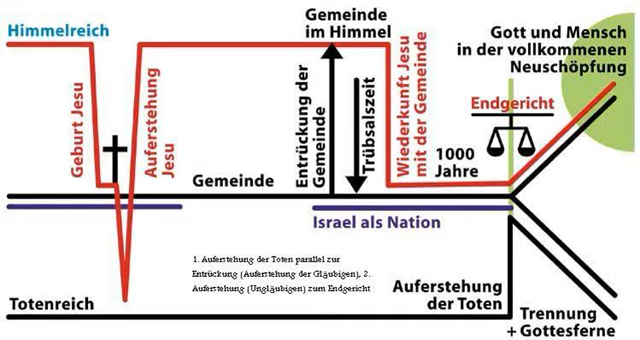 Himmelreich
Geburt Jesu
Auferstehung
Jesu
Gemeinde
Gemeinde
im Himmel
Entrückung der
Gemeinde
Trübsalszeit
Wiederkunft Jesu
mit der Gemeinde
1000
Jahre
Endgericht
Gott und Mensch
in der vollkommenen
Neuschöpfung
Israel als Nation
1. Auferstehung der Toten parallel zur
Entrückung (Auferstehung der Gläubigen), 2.
Auferstehung (Ungläubigen) zum Endgericht
Totenreich
Auferstehung
der Toten
Trennung
+ Gottesferne